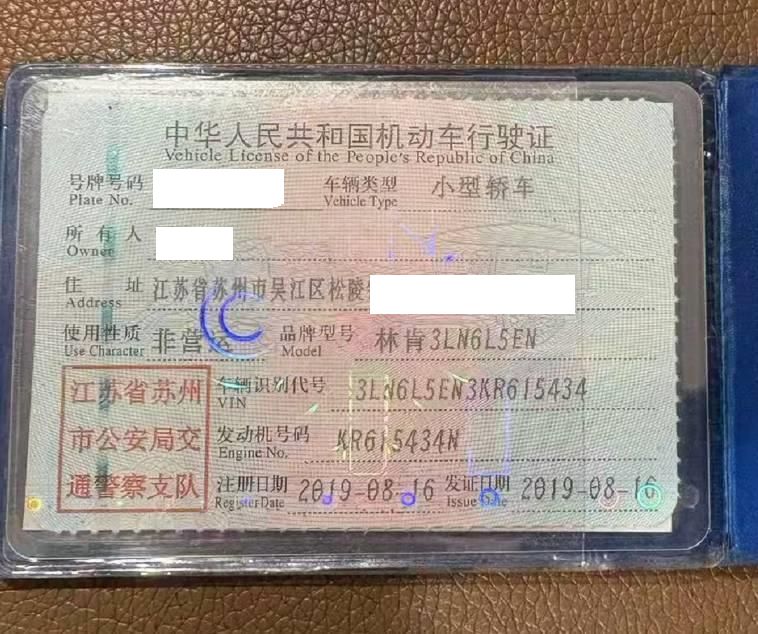 中华人民共和国机动车行驶证
Vehicle License of the People's Republic of China
号牌号码 车辆类型 小型轿车
Plate No. Vehicle Type
所有人
Owner
住址 江苏省苏州市吴江区松陵
Address
使用性质 非营运 品牌型号 林肯3LN6L5EN
Use Character Model
车辆识别代号 3LN6L5EN3KR615434
VIN
发动机号码 KR615434N
Engine No.
注册日期 2019-08-16 发证日期 2019-08-16
Register Date Issue Date
江苏省苏州
市公安局交
通警察支队